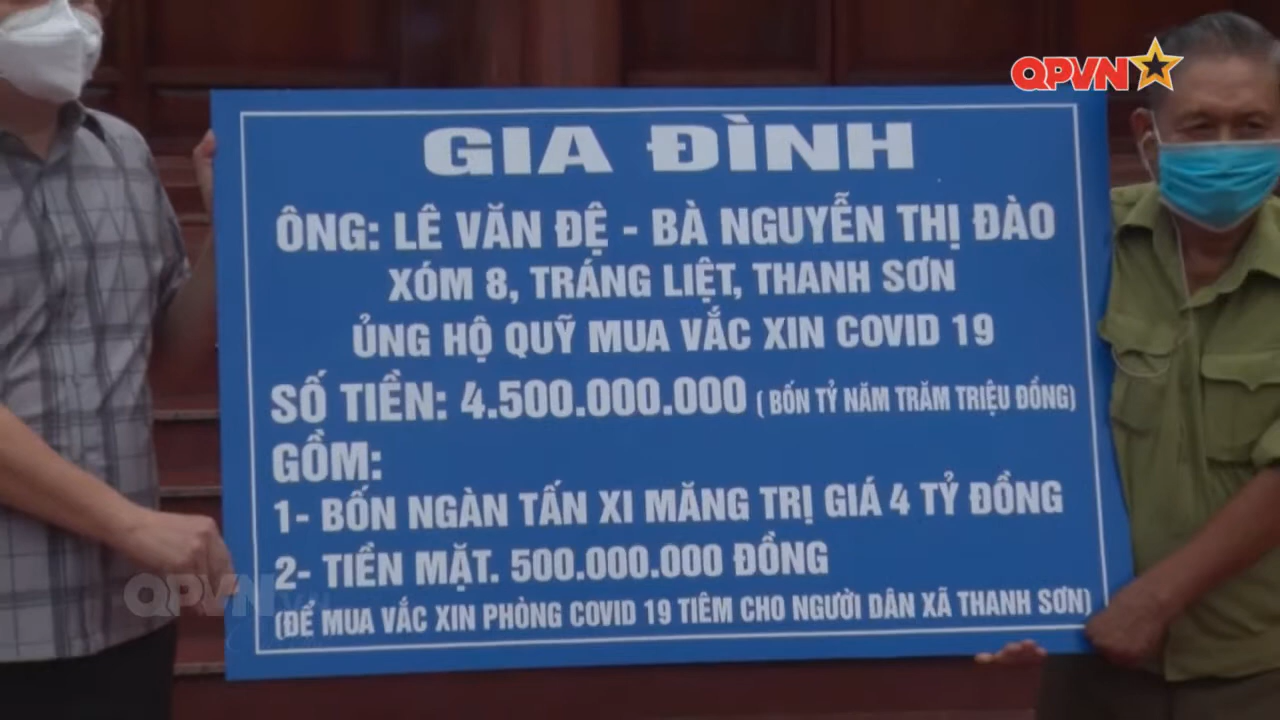 QPVN
GIA ĐÌNH
ÔNG: LÊ VĂN ĐỆ - BÀ NGUYỄN THỊ ĐÀO
XÓM 8, TRÁNG LIỆT, THANH SƠN
ỦNG HỘ QUỸ MUA VẮC XIN COVID 19
SỐ TIỀN: 4.500.000.000 ( BỐN TỶ NĂM TRĂM TRIỆU ĐỒNG)
GỒM:
1- BỐN NGÀN TẤN XI MĂNG TRỊ GIÁ 4 TỶ ĐỒNG
2- TIỀN MẶT. 500.000.000 ĐỒNG
(ĐỂ MUA VẮC XIN PHÒNG COVID 19 TIÊM CHO NGƯỜI DÂN XÃ THANH SƠN)
QPVN